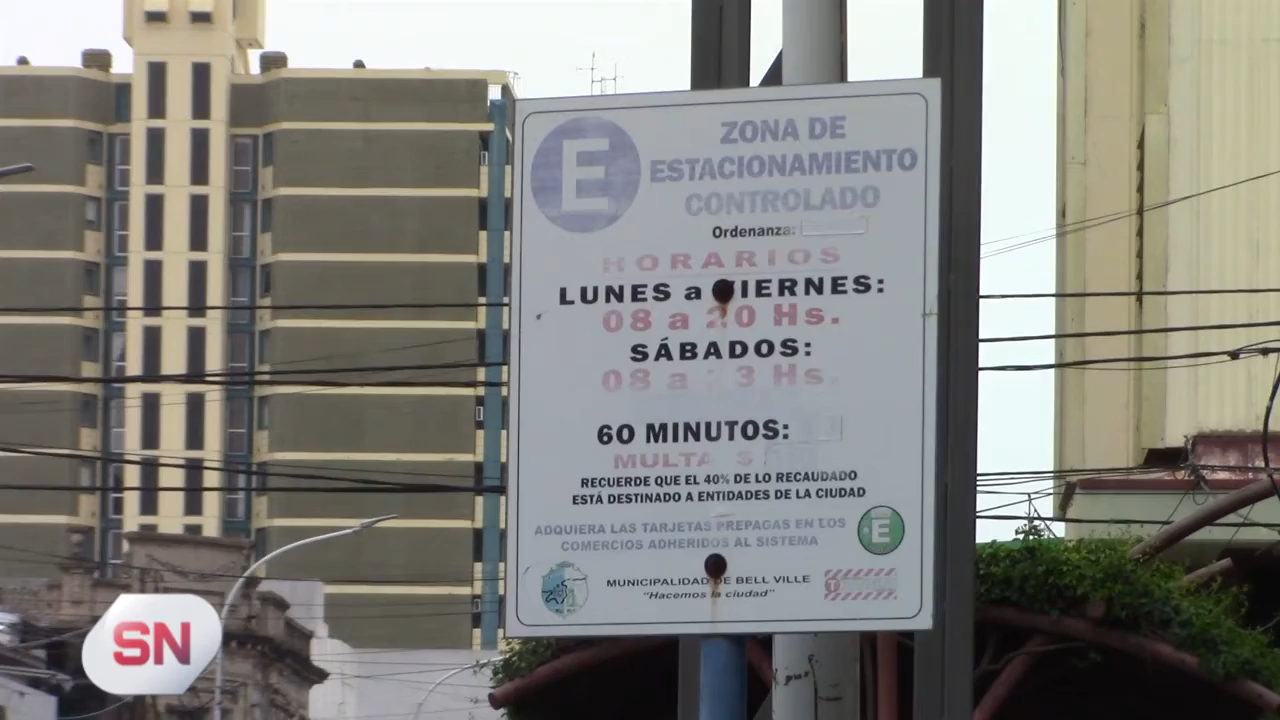 E
ZONA DE
ESTACIONAMIENTO
CONTROLADO
Ordenanza:
HORARIOS
LUNES a VIERNES:
08 a 20 Hs.
SÁBADOS:
08 a 13 Hs.
60 MINUTOS:
MULTA $
RECUERDE QUE EL 40% DE LO RECAUDADO
ESTÁ DESTINADO A ENTIDADES DE LA CIUDAD
ADQUIERA LAS TARJETAS PREPAGAS EN LOS
COMERCIOS ADHERIDOS AL SISTEMA
E
MUNICIPALIDAD DE BELL VILLE
"Hacemos la ciudad"
SN